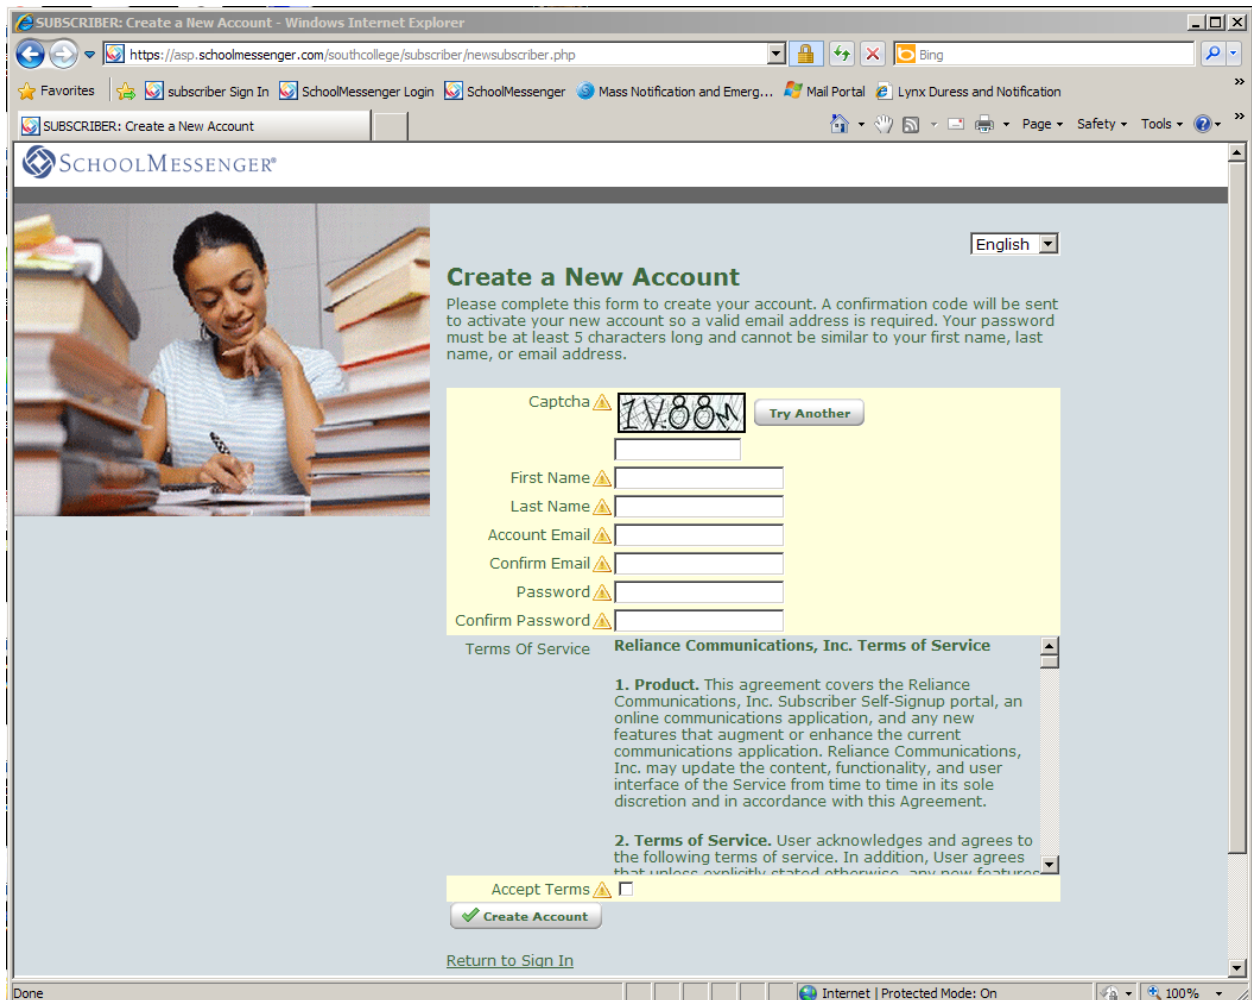 SUBSCRIBER: Create a New Account - Windows Internet Explorer
https://asp.schoolmessenger.com/southcollege/subscriber/newsubscriber.php
Bing
Favorites subscriber Sign In SchoolMessenger Login SchoolMessenger Mass Notification and Emerg... Mail Portal Lynx Duress and Notification »
SUBSCRIBER: Create a New Account Page Safety Tools »
SCHOOLMESSENGER®
English
Create a New Account
Please complete this form to create your account. A confirmation code will be sent
to activate your new account so a valid email address is required. Your password
must be at least 5 characters long and cannot be similar to your first name, last
name, or email address.
Captcha Try Another
First Name
Last Name
Account Email
Confirm Email
Password
Confirm Password
Terms Of Service Reliance Communications, Inc. Terms of Service
1. Product. This agreement covers the Reliance
Communications, Inc. Subscriber Self-Signup portal, an
online communications application, and any new
features that augment or enhance the current
communications application. Reliance Communications,
Inc. may update the content, functionality, and user
interface of the Service from time to time in its sole
discretion and in accordance with this Agreement.
2. Terms of Service. User acknowledges and agrees to
the following terms of service. In addition, User agrees
that unless explicitly stated otherwise, any new features
Accept Terms
Create Account
Return to Sign In
Done Internet | Protected Mode: On 100%